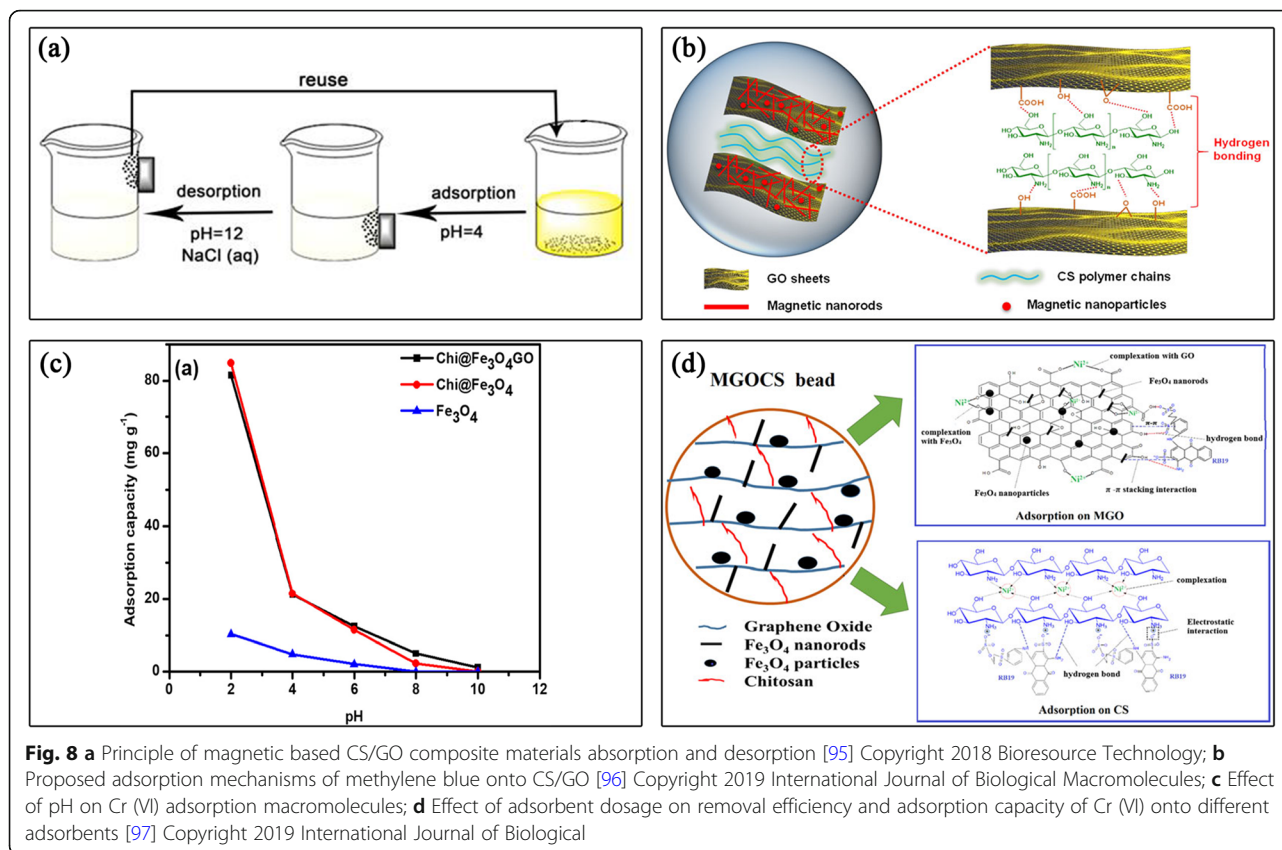 (a)
reuse
desorption
pH=12
NaCl (aq)
adsorption
pH=4
(b)
COOH
OH
O
COOH
Hydrogen
bonding
COOH
O
OH
OH
GO sheets
CS polymer chains
Magnetic nanorods
Magnetic nanoparticles
(c)
(a)
Chi@Fe₃O₄GO
Chi@Fe₃O₄
Fe₃O₄
Adsorption capacity (mg g⁻¹)
80
60
40
20
0
0 2 4 6 8 10 12
pH
(d)
MGOCS bead
Graphene Oxide
Fe₃O₄ nanorods
Fe₃O₄ particles
Chitosan
complexation with GO
Fe₃O₄ nanorods
complexation
with Fe₃O₄
π-π
hydrogen bond
RB19
Fe₃O₄ nanoparticles
π -π stacking interaction
Adsorption on MGO
complexation
Electrostatic
interaction
hydrogen bond
RB19
RB19
Adsorption on CS
Fig. 8 a Principle of magnetic based CS/GO composite materials absorption and desorption [95] Copyright 2018 Bioresource Technology; b
Proposed adsorption mechanisms of methylene blue onto CS/GO [96] Copyright 2019 International Journal of Biological Macromolecules; c Effect
of pH on Cr (VI) adsorption macromolecules; d Effect of adsorbent dosage on removal efficiency and adsorption capacity of Cr (VI) onto different
adsorbents [97] Copyright 2019 International Journal of Biological